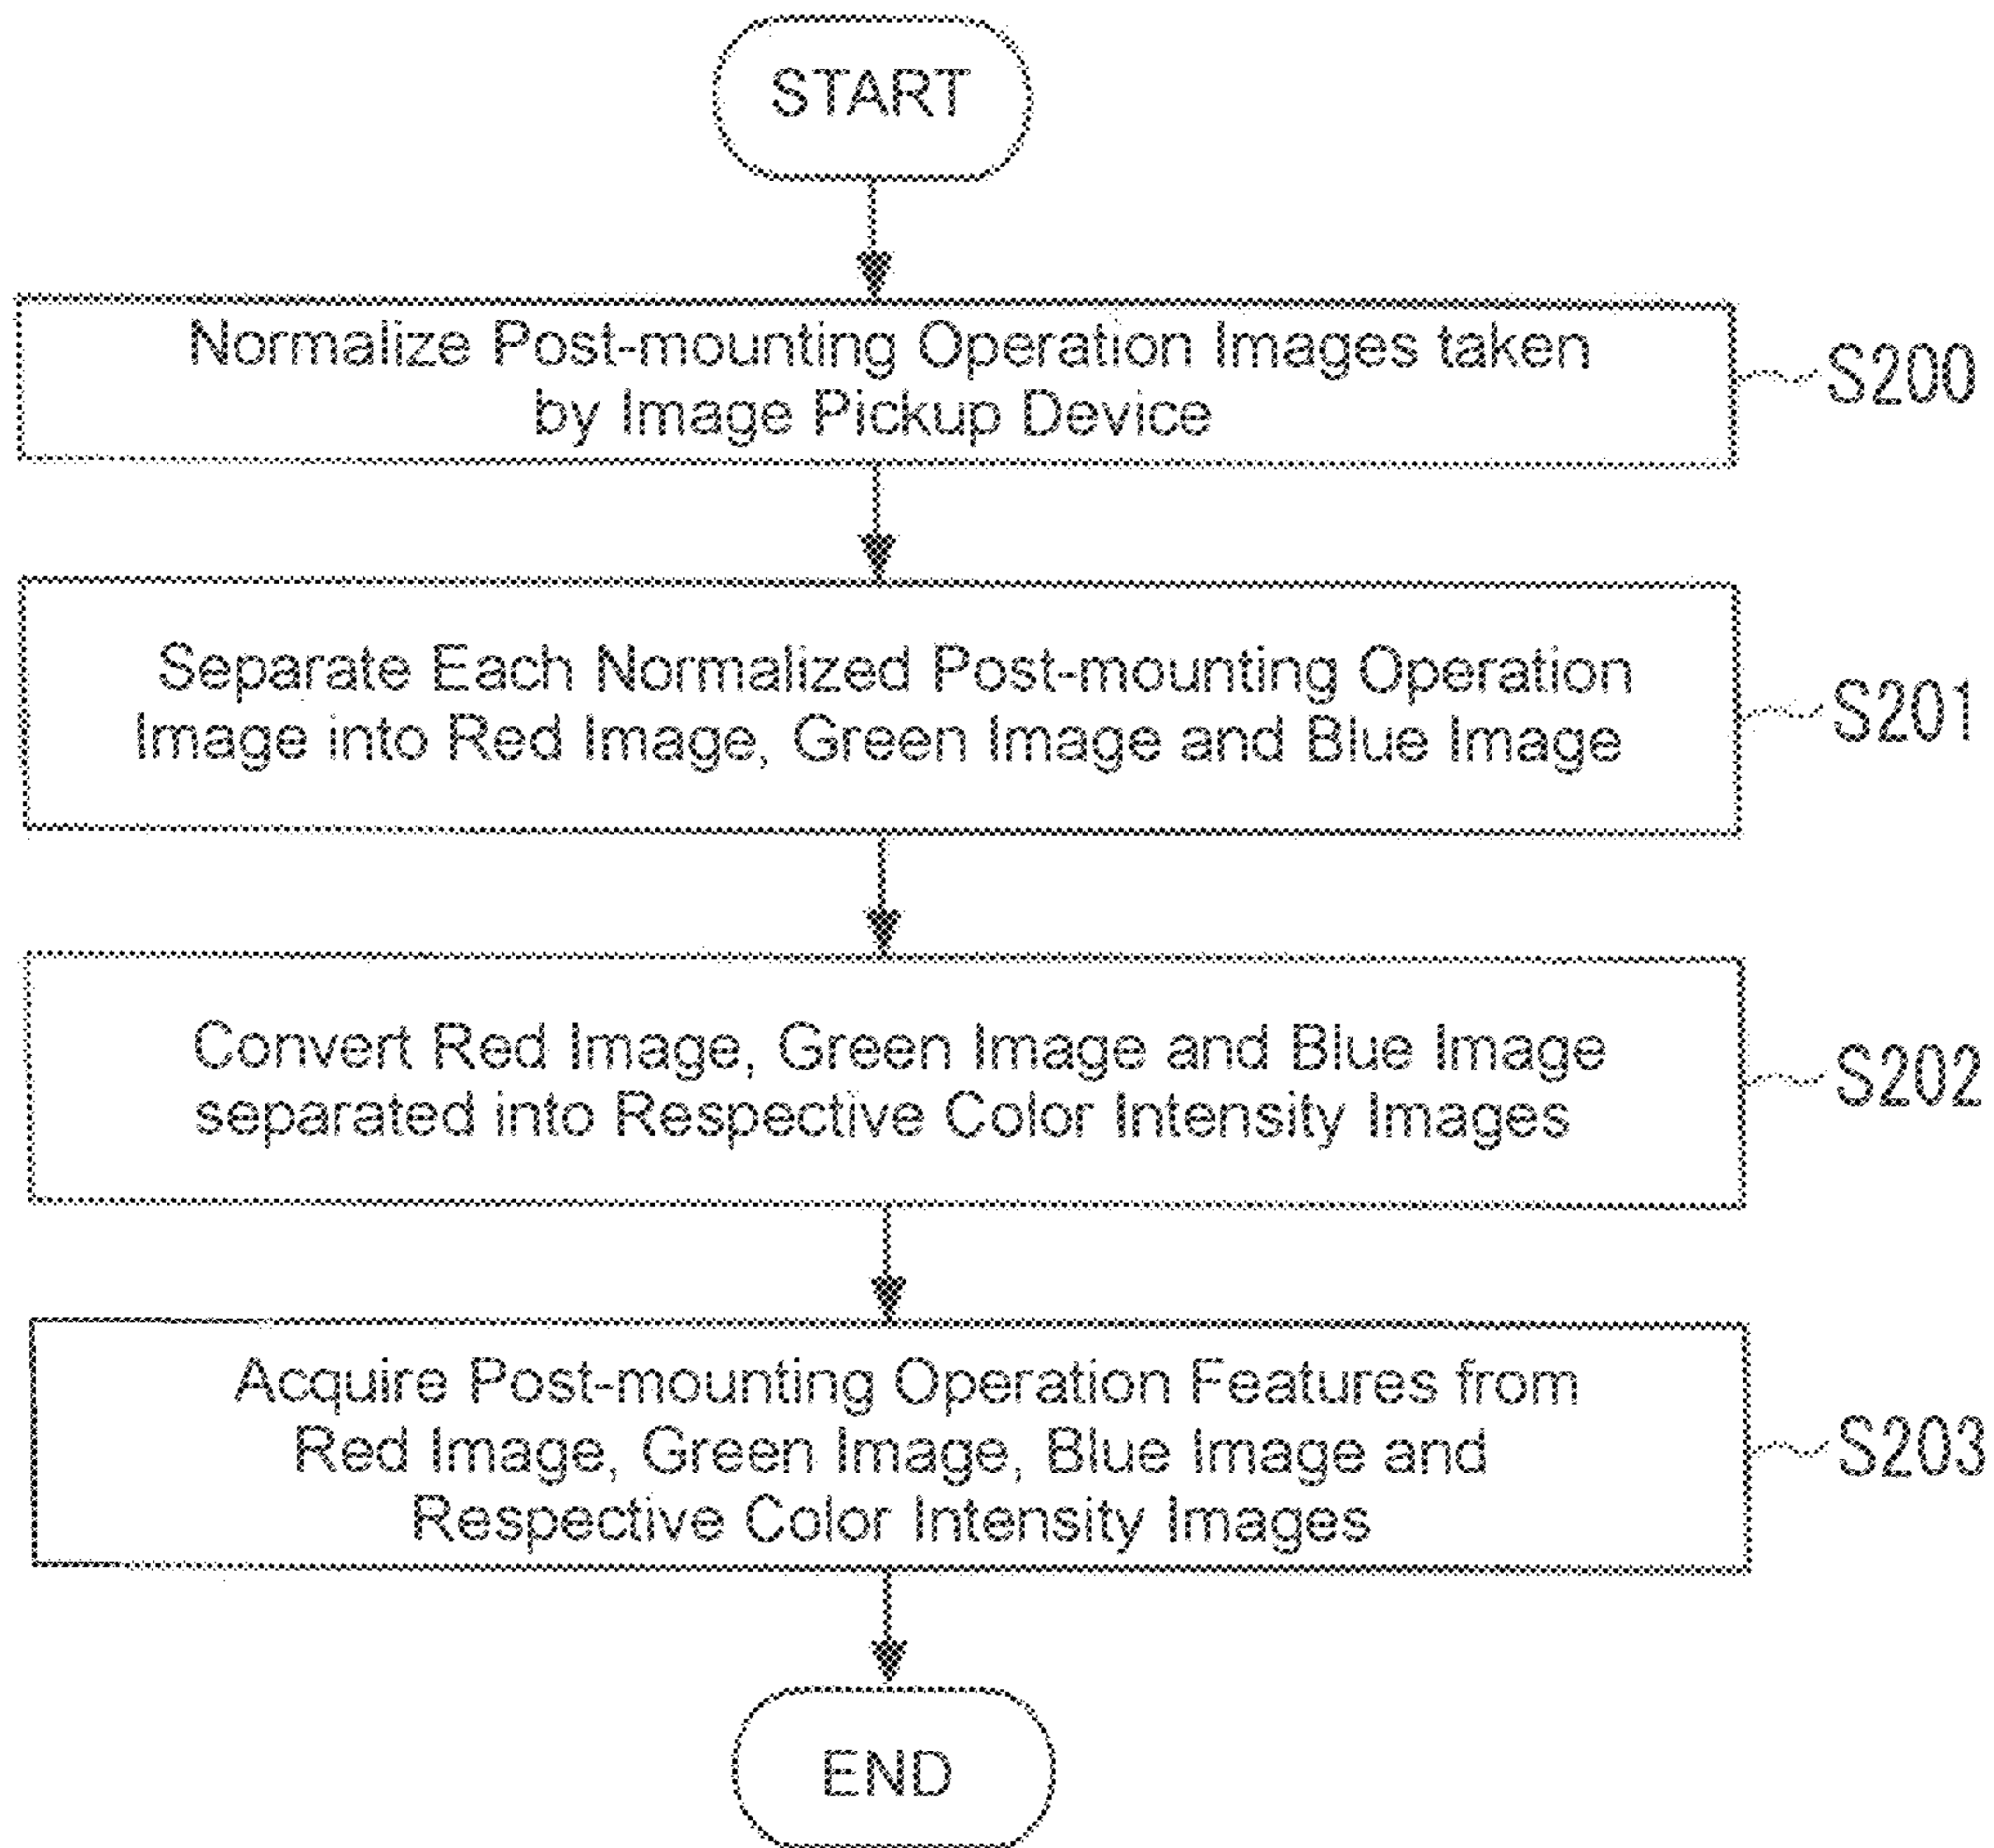 START
Normalize Post-mounting Operation Images taken
by Image Pickup Device
S200
Separate Each Normalized Post-mounting Operation
Image into Red Image, Green Image and Blue Image
S201
Convert Red Image, Green Image and Blue Image
separated into Respective Color Intensity Images
S202
Acquire Post-mounting Operation Features from
Red Image, Green Image, Blue Image and
Respective Color Intensity Images
S203
END